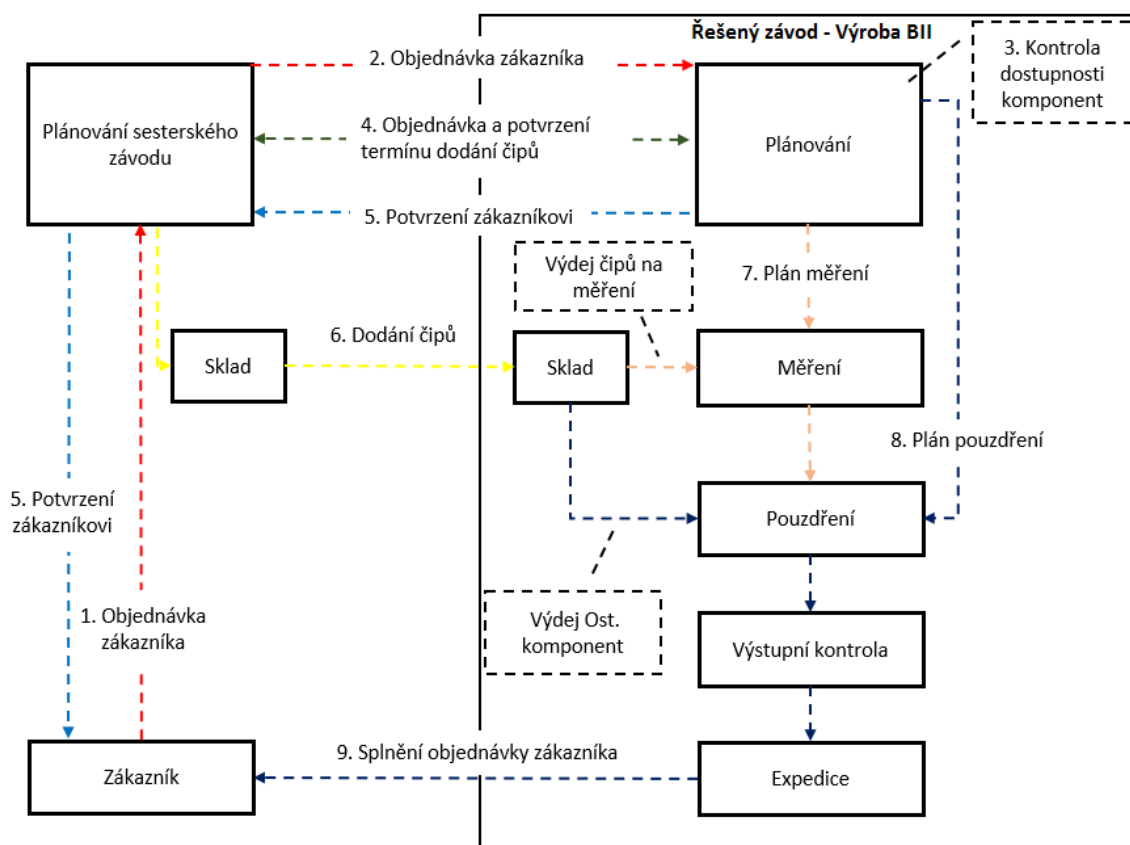 Řešený závod - Výroba BII
2. Objednávka zákazníka
3. Kontrola
dostupnosti
komponent
Plánování sesterského
závodu
4. Objednávka a potvrzení
termínu dodání čipů
Plánování
5. Potvrzení zákazníkovi
Výdej čipů na
měření
7. Plán měření
6. Dodání čipů
Sklad
Sklad
Měření
8. Plán pouzdření
5. Potvrzení
zákazníkovi
Pouzdření
1. Objednávka
zákazníka
Výdej Ost.
komponent
Výstupní kontrola
9. Splnění objednávky zákazníka
Zákazník
Expedice